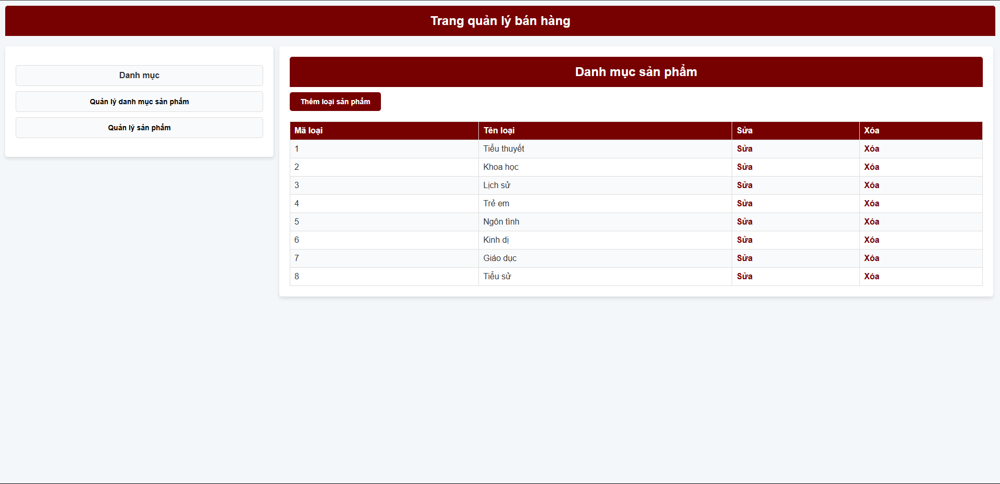 Trang quản lý bán hàng
Danh mục
Quản lý danh mục sản phẩm
Quản lý sản phẩm
Danh mục sản phẩm
Thêm loại sản phẩm
Mã loại Tên loại Sửa Xóa
1 Tiểu thuyết Sửa Xóa
2 Khoa học Sửa Xóa
3 Lịch sử Sửa Xóa
4 Trẻ em Sửa Xóa
5 Ngôn tình Sửa Xóa
6 Kinh dị Sửa Xóa
7 Giáo dục Sửa Xóa
8 Tiểu sử Sửa Xóa